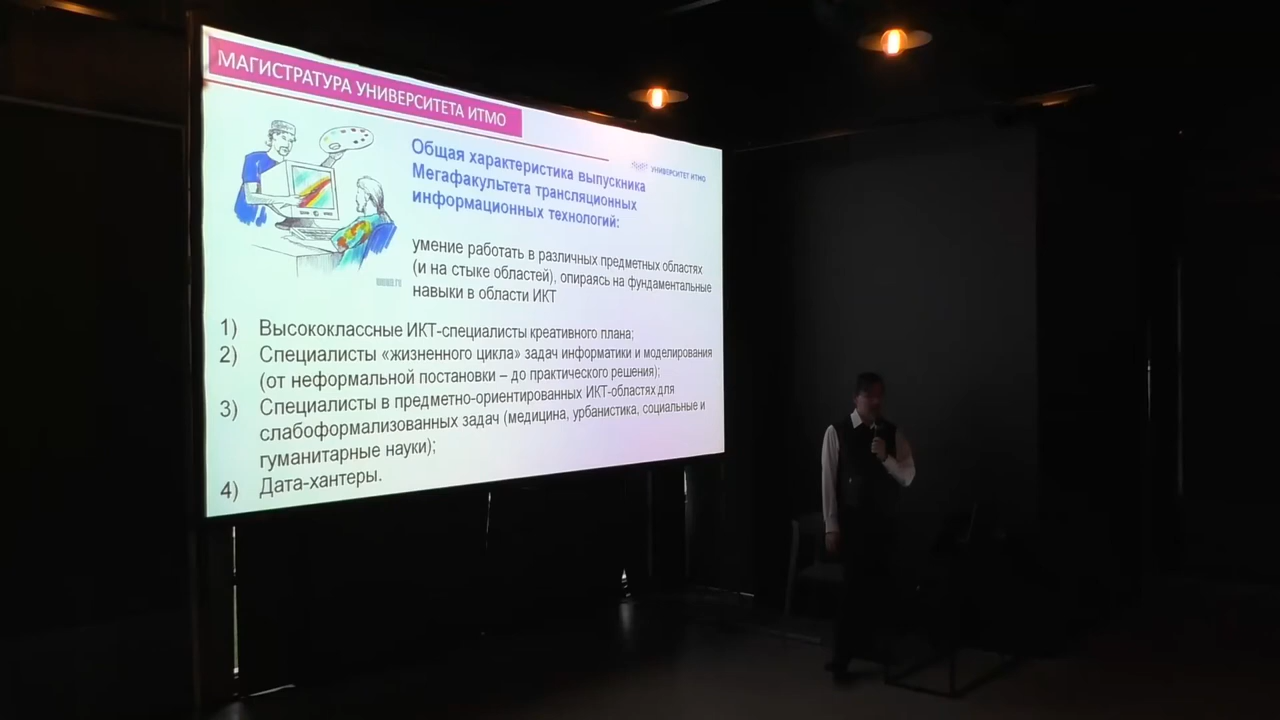 МАГИСТРАТУРА УНИВЕРСИТЕТА ИТМО
УНИВЕРСИТЕТ ИТМО
Общая характеристика выпускника
Мегафакультета трансляционных
информационных технологий:
умение работать в различных предметных областях
(и на стыке областей), опираясь на фундаментальные
навыки в области ИКТ
1) Высококлассные ИКТ-специалисты креативного плана;
2) Специалисты «жизненного цикла» задач информатики и моделирования
(от неформальной постановки – до практического решения);
3) Специалисты в предметно-ориентированных ИКТ-областях для
слабоформализованных задач (медицина, урбанистика, социальные и
гуманитарные науки);
4) Дата-хантеры.